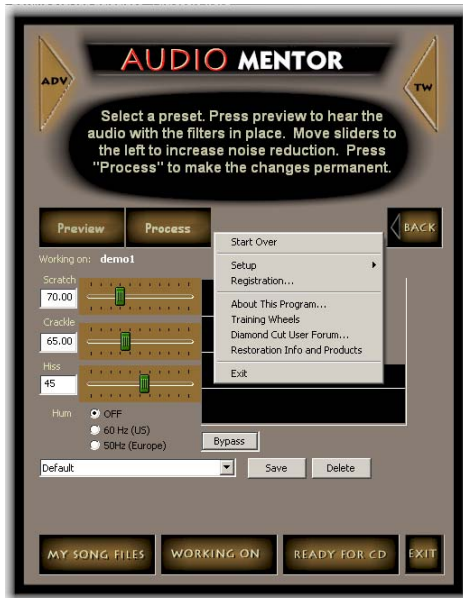 AUDIO MENTOR
ADV
TW
Select a preset. Press preview to hear the
audio with the filters in place. Move sliders to
the left to increase noise reduction. Press
"Process" to make the changes permanent.
Preview
Process
BACK
Working on: demo1
Start Over
Setup
Registration...
About This Program...
Training Wheels
Diamond Cut User Forum...
Restoration Info and Products
Exit
Scratch
70.00
Crackle
65.00
Hiss
45
Hum
OFF
60 Hz (US)
50Hz (Europe)
Bypass
Default
Save
Delete
MY SONG FILES
WORKING ON
READY FOR CD
EXIT